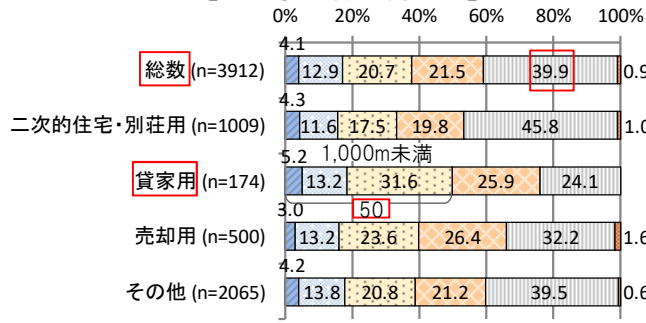 0% 20% 40% 60% 80% 100%
4.1
総数 (n=3912) 12.9 20.7 21.5 39.9 0.9
4.3
二次的住宅・別荘用 (n=1009) 11.6 17.5 19.8 45.8 1.0
5.2 1,000m未満
貸家用 (n=174) 13.2 31.6 25.9 24.1
3.0 50
売却用 (n=500) 13.2 23.6 26.4 32.2 1.6
4.2
その他 (n=2065) 13.8 20.8 21.2 39.5 0.6